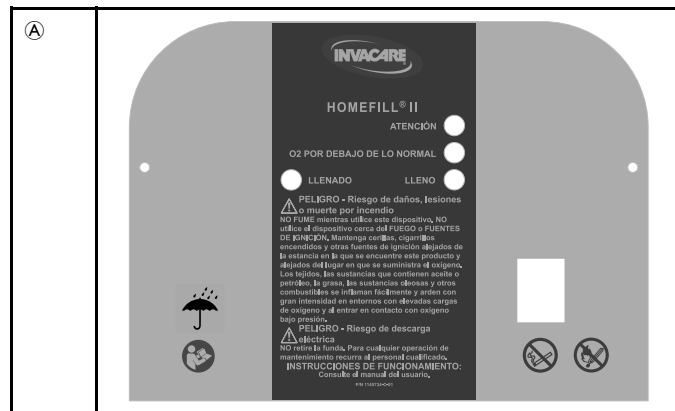 A
INVACARE
HOMEFILL® II
ATENCIÓN
O2 POR DEBAJO DE LO NORMAL
LLENADO LLENO
PELIGRO - Riesgo de daños, lesiones
o muerte por incendio
NO FUME mientras utilice este dispositivo. NO
utilice el dispositivo cerca del FUEGO o FUENTES
DE IGNICIÓN. Mantenga cerillas, cigarrillos
encendidos y otras fuentes de ignición alejados de
la estancia en la que se encuentre este producto y
alejados del lugar en que se suministra el oxígeno.
Los tejidos, las sustancias que contienen aceite o
petróleo, la grasa, las sustancias oleosas y otros
combustibles se inflaman fácilmente y arden con
gran intensidad en entornos con elevadas cargas
de oxígeno y al entrar en contacto con oxígeno
bajo presión.
PELIGRO - Riesgo de descarga
eléctrica
NO retire la funda. Para cualquier operación de
mantenimiento recurra al personal cualificado.
INSTRUCCIONES DE FUNCIONAMIENTO:
Consulte el manual del usuario.